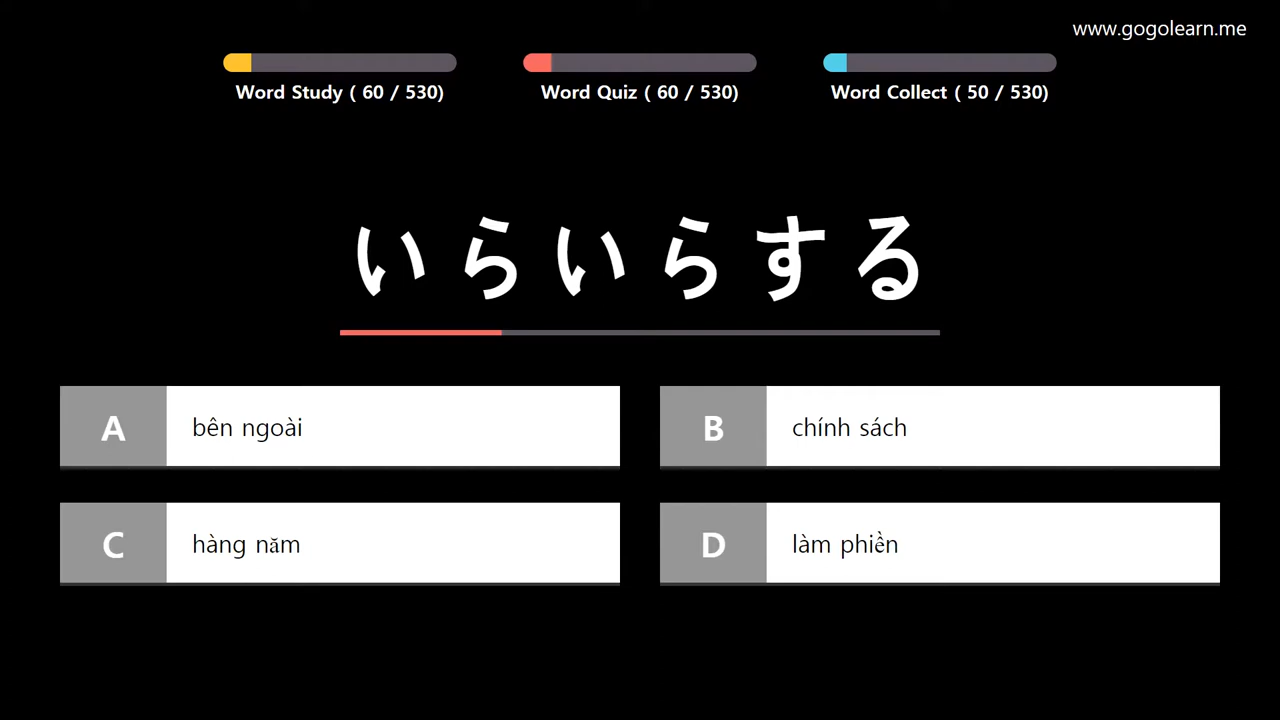 www.gogolearn.me
Word Study ( 60 / 530)
Word Quiz ( 60 / 530)
Word Collect ( 50 / 530)
いらいらする
A bên ngoài
B chính sách
C hàng năm
D làm phiền